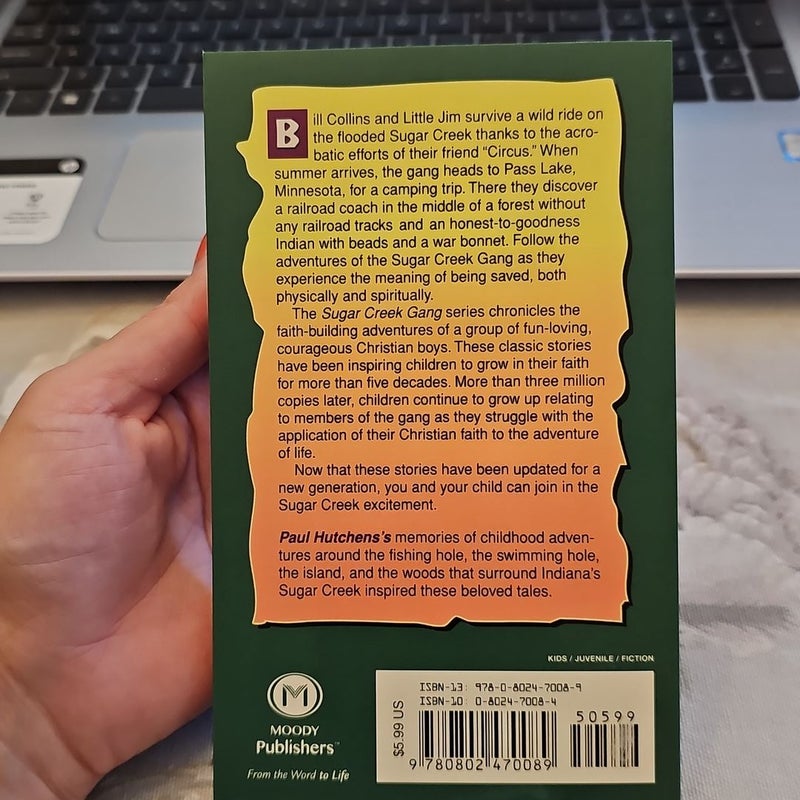 Bill Collins and Little Jim survive a wild ride on
the flooded Sugar Creek thanks to the acro-
batic efforts of their friend “Circus.” When
summer arrives, the gang heads to Pass Lake,
Minnesota, for a camping trip. There they discover
a railroad coach in the middle of a forest without
any railroad tracks and an honest-to-goodness
Indian with beads and a war bonnet. Follow the
adventures of the Sugar Creek Gang as they
experience the meaning of being saved, both
physically and spiritually.
The Sugar Creek Gang series chronicles the
faith-building adventures of a group of fun-loving,
courageous Christian boys. These classic stories
have been inspiring children to grow in their faith
for more than five decades. More than three million
copies later, children continue to grow up relating
to members of the gang as they struggle with the
application of their Christian faith to the adventure
of life.
Now that these stories have been updated for a
new generation, you and your child can join in the
Sugar Creek excitement.
Paul Hutchens’s memories of childhood adven-
tures around the fishing hole, the swimming hole,
the island, and the woods that surround Indiana’s
Sugar Creek inspired these beloved tales.
KIDS / JUVENILE / FICTION
M
MOODY
Publishers™
From the Word to Life
$5.99 US
ISBN-13: 978-0-8024-7008-9
ISBN-10: 0-8024-7008-4
50599
9 780802 470089